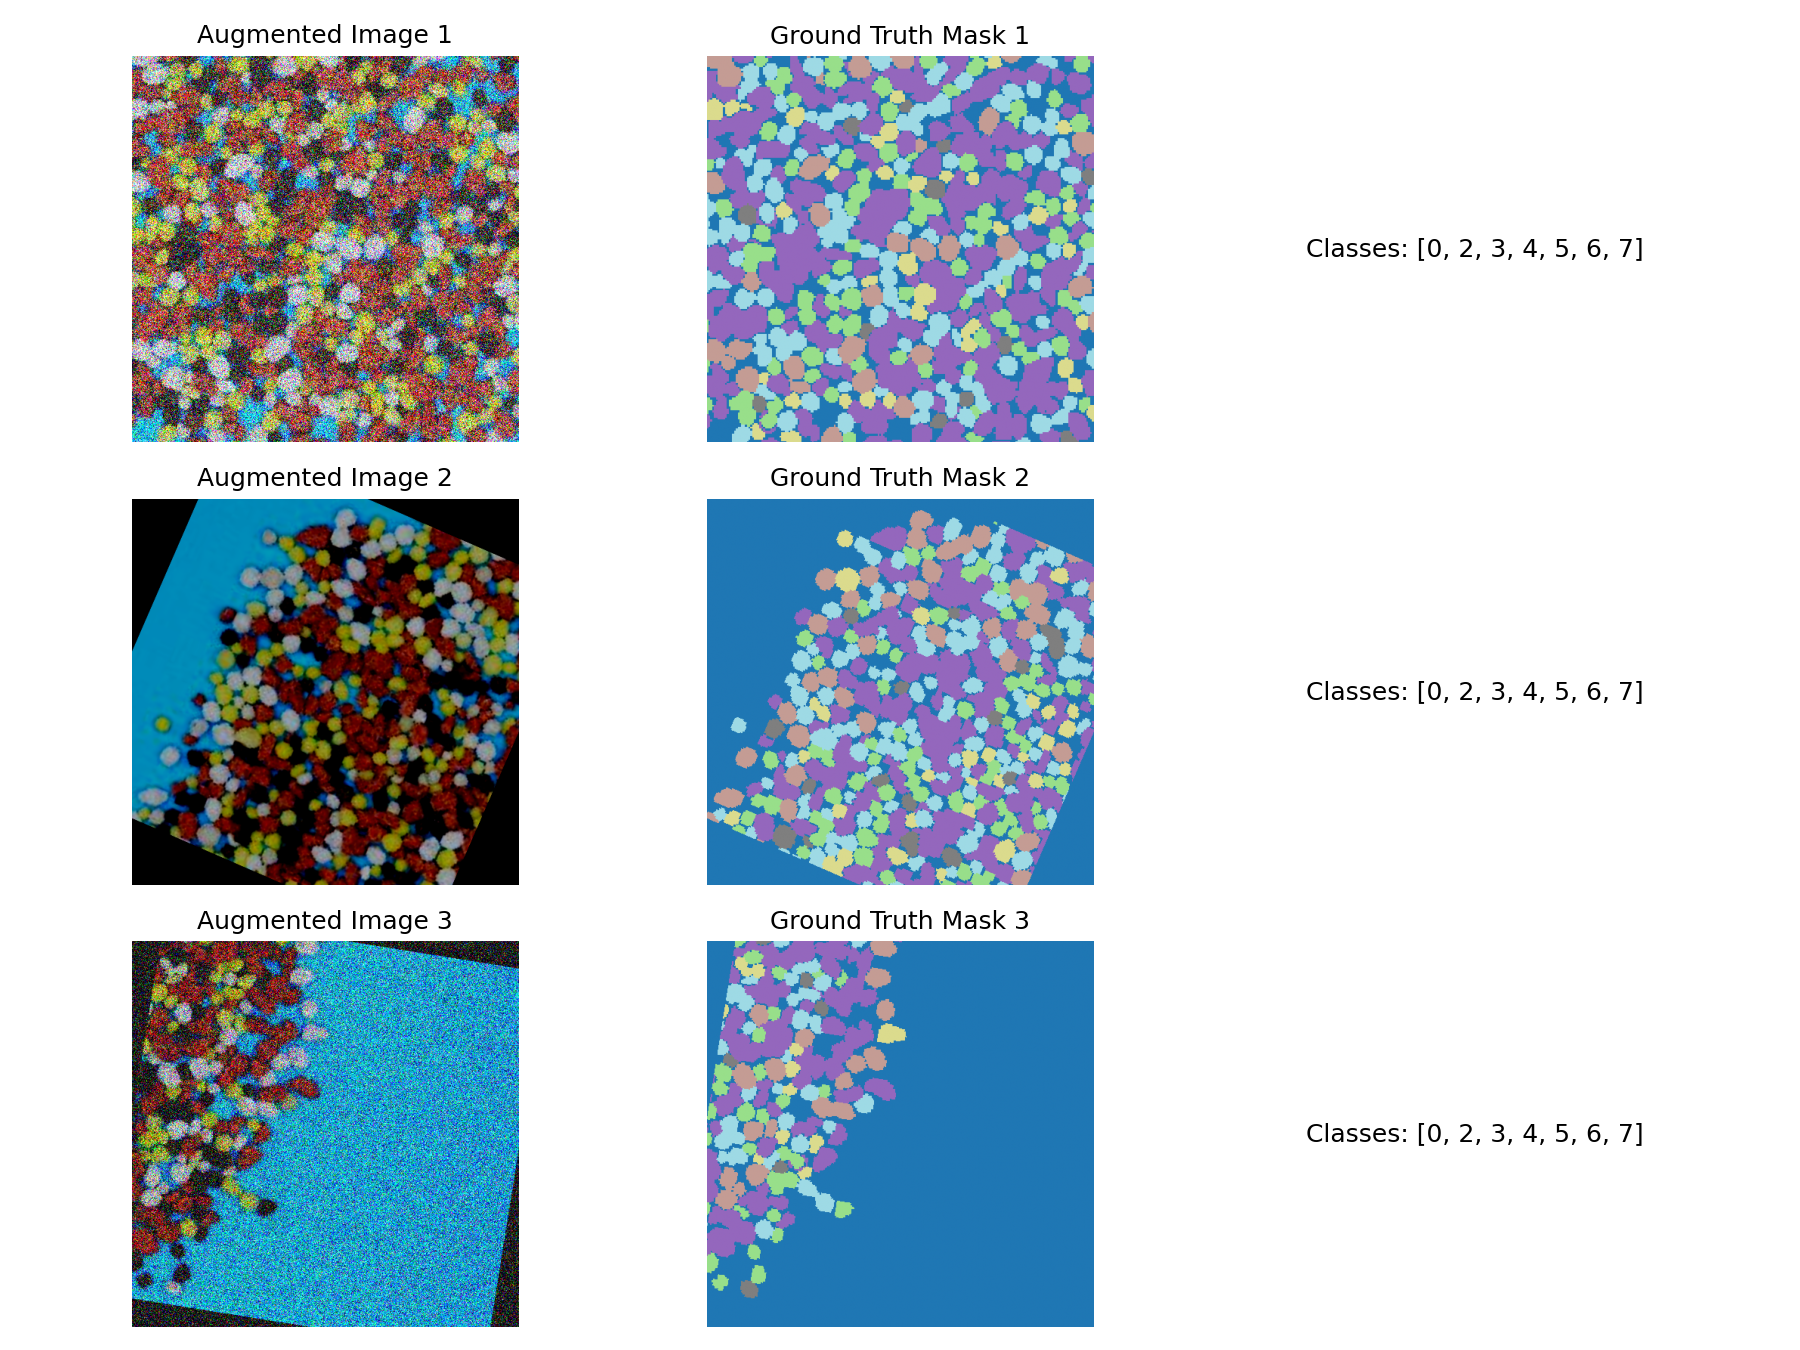 Augmented Image 1
Ground Truth Mask 1
Classes: [0, 2, 3, 4, 5, 6, 7]
Augmented Image 2
Ground Truth Mask 2
Classes: [0, 2, 3, 4, 5, 6, 7]
Augmented Image 3
Ground Truth Mask 3
Classes: [0, 2, 3, 4, 5, 6, 7]